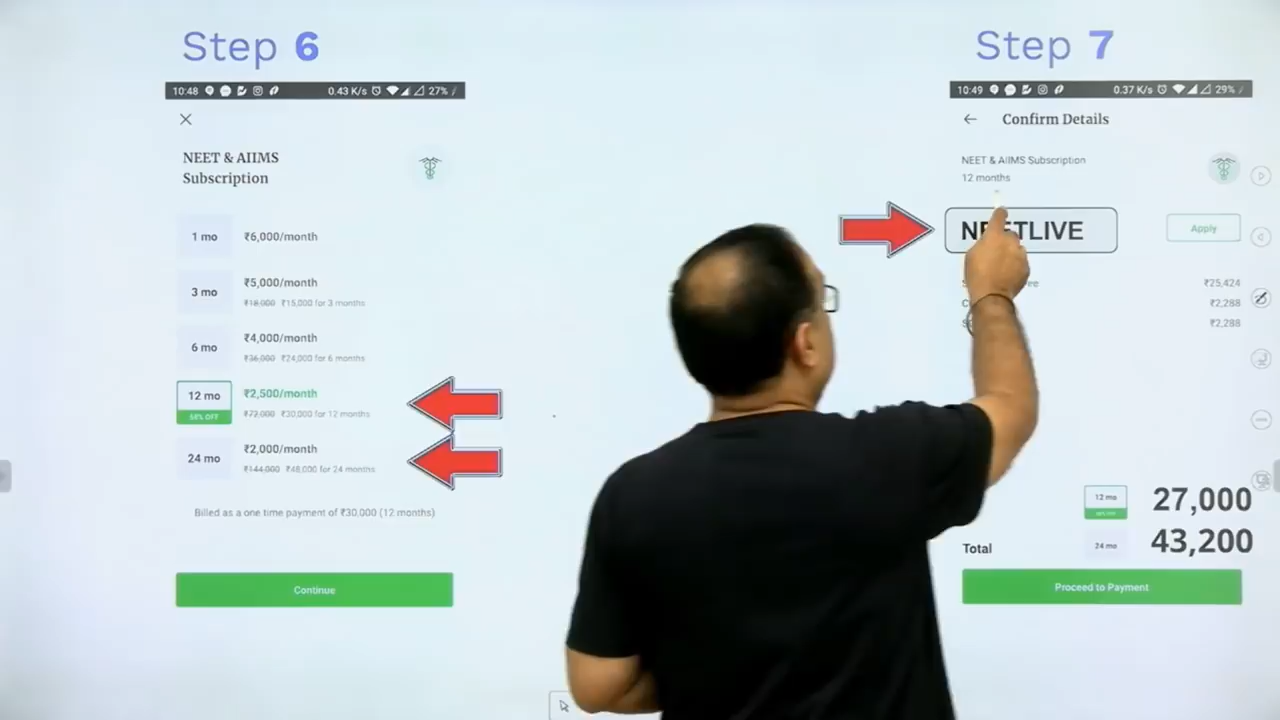 Step 6
10:48
0.43 K/s
27%
NEET & AIIMS
Subscription
1 mo ₹6,000/month
3 mo ₹5,000/month
₹18,000 ₹15,000 for 3 months
6 mo ₹4,000/month
₹36,000 ₹24,000 for 6 months
12 mo ₹2,500/month
58% OFF ₹72,000 ₹30,000 for 12 months
24 mo ₹2,000/month
₹144,000 ₹48,000 for 24 months
Billed as a one time payment of ₹30,000 (12 months)
Continue
Step 7
10:49
0.37 K/s
29%
Confirm Details
NEET & AIIMS Subscription
12 months
NEETLIVE
Apply
₹25,424
₹2,288
₹2,288
12 mo 27,000
24 mo 43,200
Total
Proceed to Payment